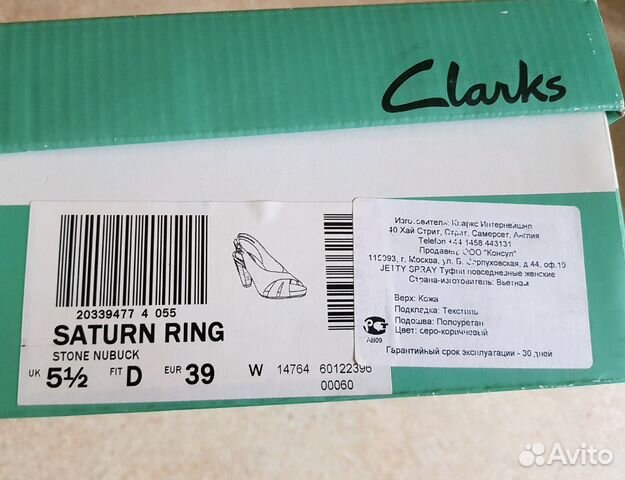 Clarks
20339477 4 055
SATURN RING
STONE NUBUCK
UK 5½ FIT D EUR 39 W 14764 60122396
00060
Изготовитель: Кларкс Интернейшнл
40 Хай Стрит, Стрит, Самерсет, Англия
Telefon +44 1458 443131
Продавец: ООО "Консул"
115093, г. Москва, ул. Б. Серпуховская, д.44, оф.19
JETTY SPRAY Туфли повседневные женские
Страна-изготовитель: Вьетнам
Верх: Кожа
Подкладка: Текстиль
Подошва: Полиуретан
Цвет: серо-коричневый
АВ09
Гарантийный срок эксплуатации - 30 дней
Avito